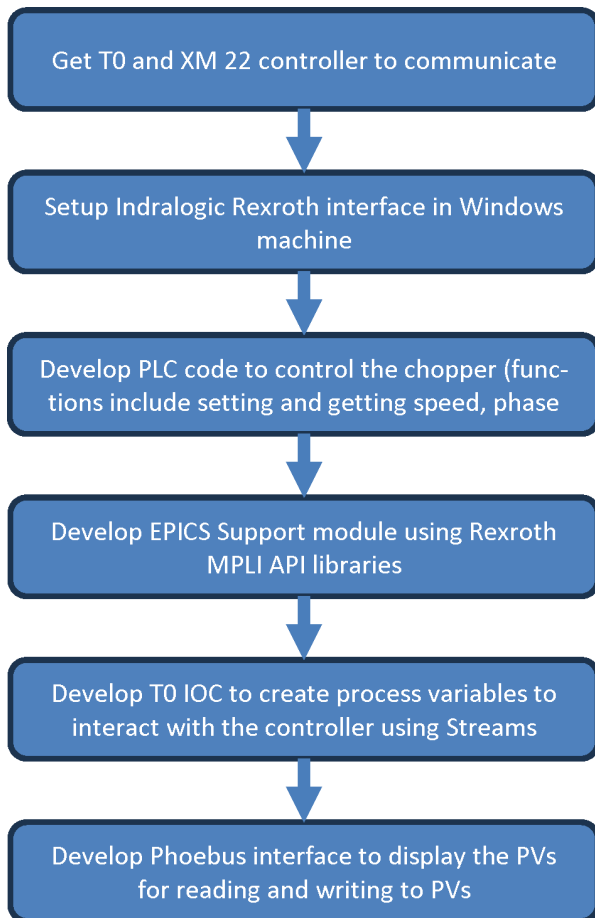 Get T0 and XM 22 controller to communicate
Setup Indralogic Rexroth interface in Windows
machine
Develop PLC code to control the chopper (func-
tions include setting and getting speed, phase
Develop EPICS Support module using Rexroth
MPLI API libraries
Develop T0 IOC to create process variables to
interact with the controller using Streams
Develop Phoebus interface to display the PVs
for reading and writing to PVs